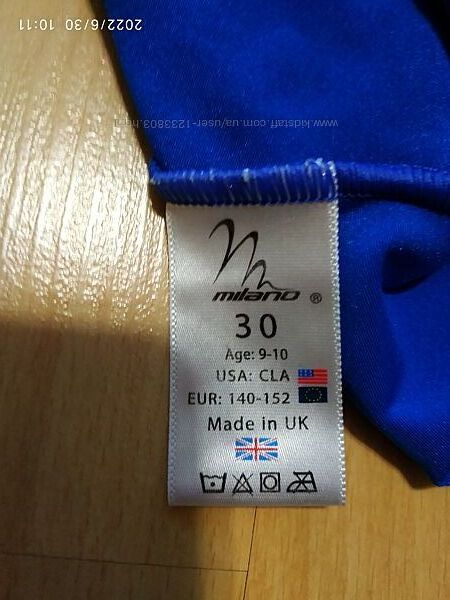 2022/6/30 10:11
www.kidstaff.com.ua/user-1233803.html
milano ®
30
Age: 9-10
USA: CLA
EUR: 140-152
Made in UK